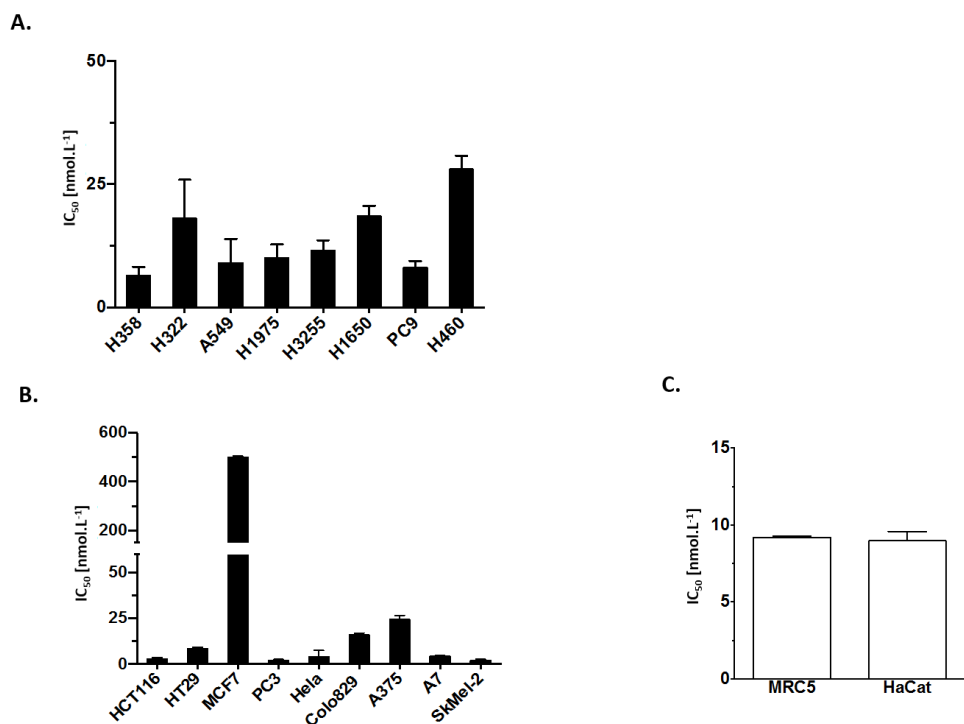 A.
50
25
0
IC₅₀ [nmol.L⁻¹]
H358
H322
A549
H1975
H3255
H1650
PC9
H460
B.
600
400
200
50
25
0
IC₅₀ [nmol.L⁻¹]
HCT116
HT29
MCF7
PC3
Hela
Colo829
A375
A7
SkMel-2
C.
15
10
5
0
IC₅₀ [nmol.L⁻¹]
MRC5
HaCat